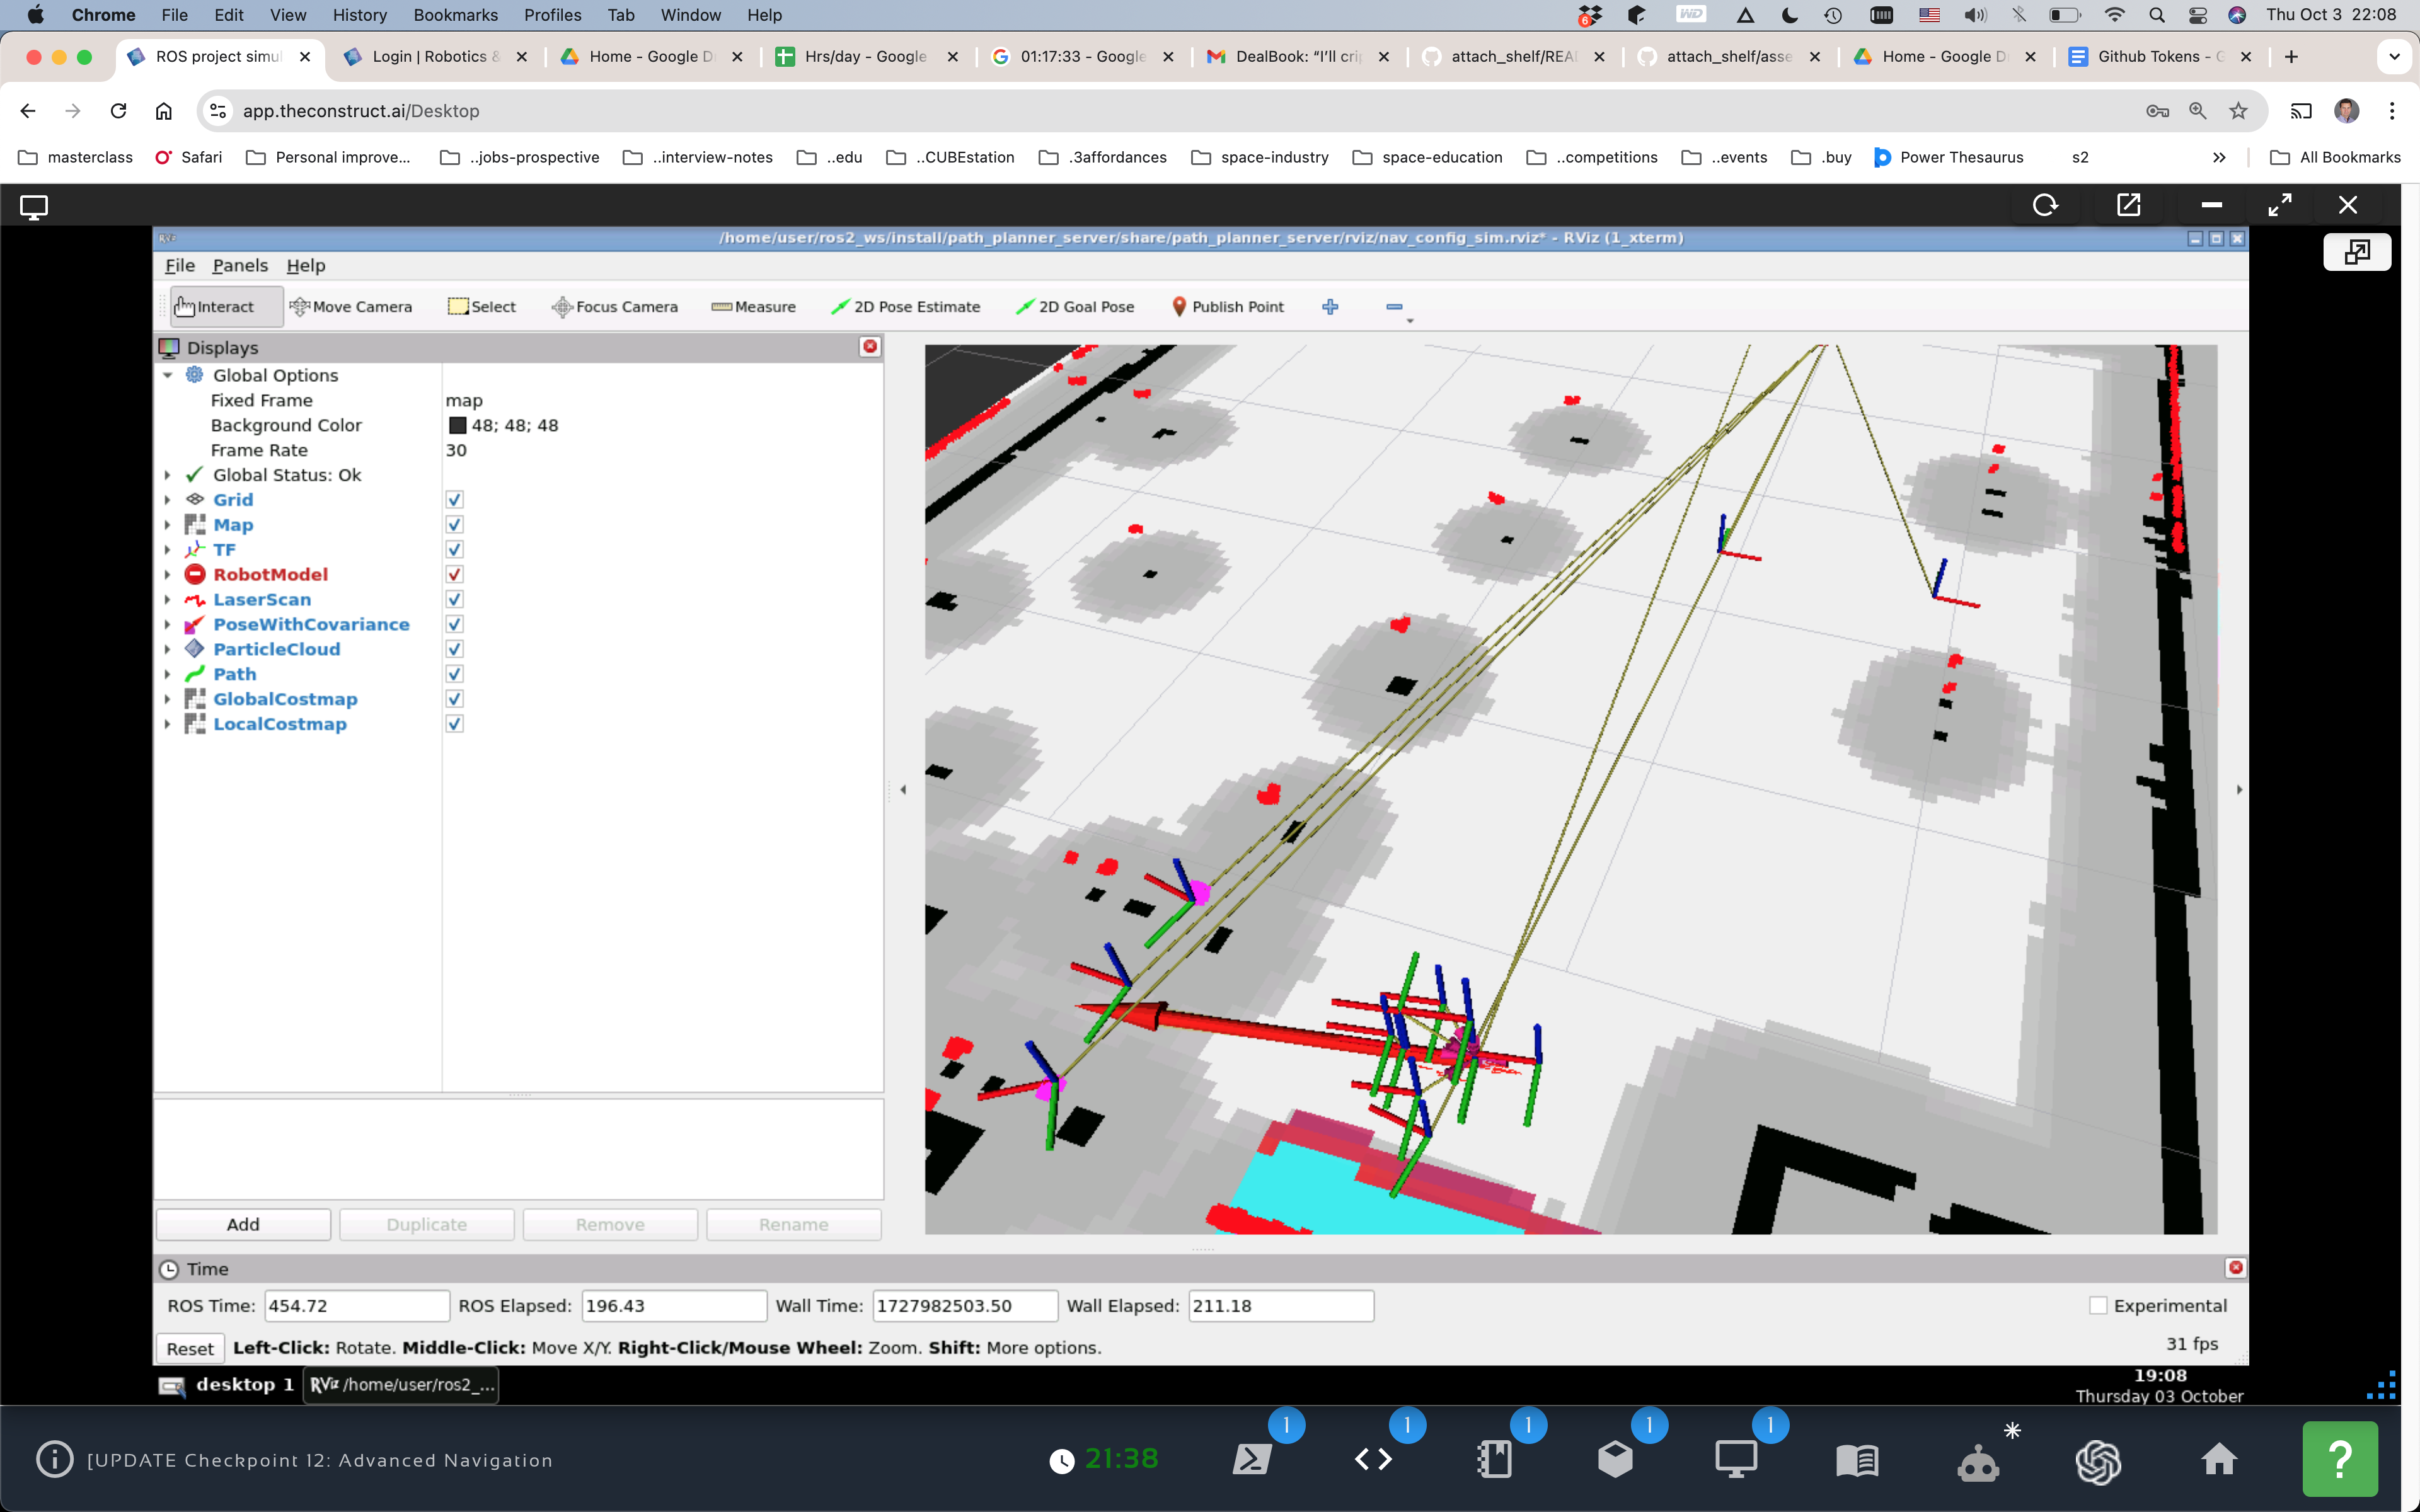 Chrome File Edit View History Bookmarks Profiles Tab Window Help 6 WD Thu Oct 3 22:08
ROS project simul Login | Robotics & Home - Google D Hrs/day - Google 01:17:33 - Google DealBook: “I’ll crip attach_shelf/REA attach_shelf/asse Home - Google D Github Tokens - G
app.theconstruct.ai/Desktop
masterclass Safari Personal improve... ..jobs-prospective ..interview-notes ..edu ..CUBEstation .3affordances space-industry space-education ..competitions ..events .buy Power Thesaurus s2 » All Bookmarks
RViz /home/user/ros2_ws/install/path_planner_server/share/path_planner_server/rviz/nav_config_sim.rviz* - RViz (1_xterm)
File Panels Help
Interact Move Camera Select Focus Camera Measure 2D Pose Estimate 2D Goal Pose Publish Point
Displays
Global Options
Fixed Frame map
Background Color 48; 48; 48
Frame Rate 30
Global Status: Ok
Grid
Map
TF
RobotModel
LaserScan
PoseWithCovariance
ParticleCloud
Path
GlobalCostmap
LocalCostmap
Add Duplicate Remove Rename
Time
ROS Time: 454.72 ROS Elapsed: 196.43 Wall Time: 1727982503.50 Wall Elapsed: 211.18 Experimental
Reset Left-Click: Rotate. Middle-Click: Move X/Y. Right-Click/Mouse Wheel: Zoom. Shift: More options. 31 fps
desktop 1 RViz /home/user/ros2_... 19:08
Thursday 03 October
1 1 1 1 1
[UPDATE Checkpoint 12: Advanced Navigation 21:38 ?